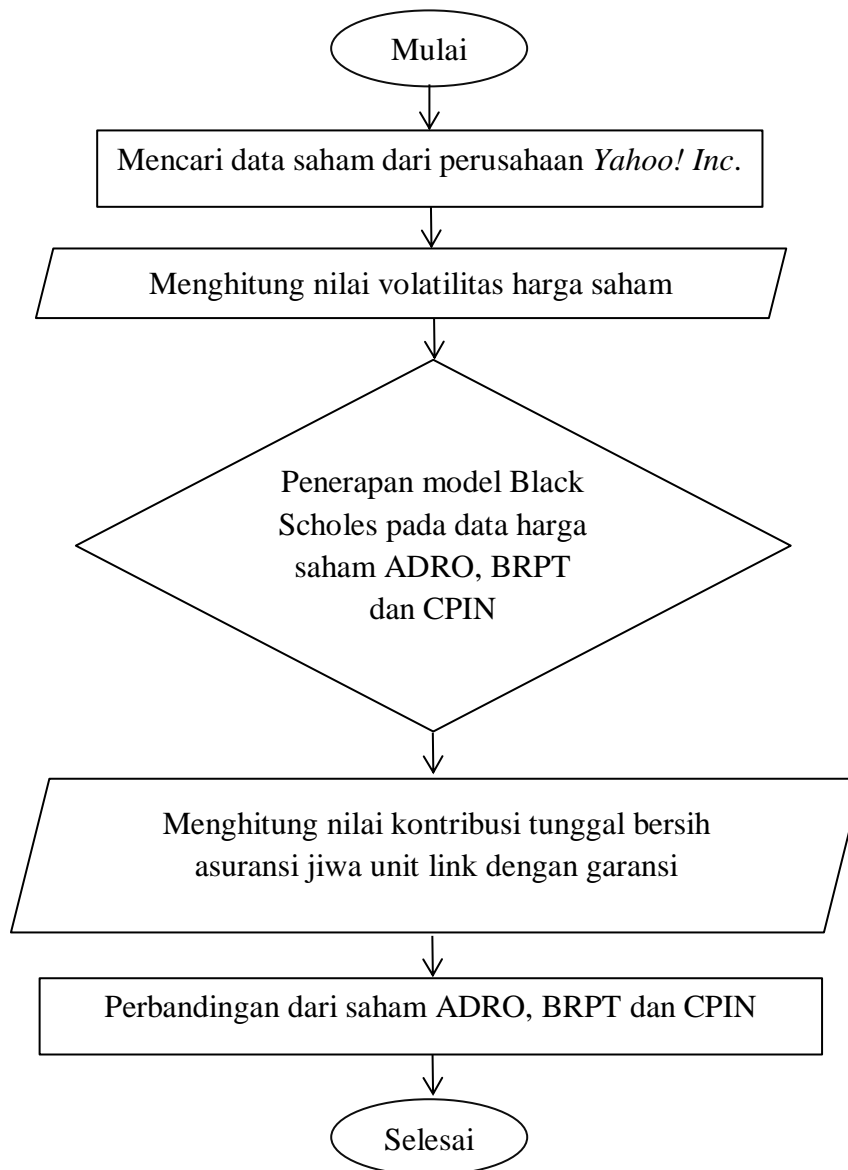 Mulai
Mencari data saham dari perusahaan Yahoo! Inc.
Menghitung nilai volatilitas harga saham
Penerapan model Black
Scholes pada data harga
saham ADRO, BRPT
dan CPIN
Menghitung nilai kontribusi tunggal bersih
asuransi jiwa unit link dengan garansi
Perbandingan dari saham ADRO, BRPT dan CPIN
Selesai